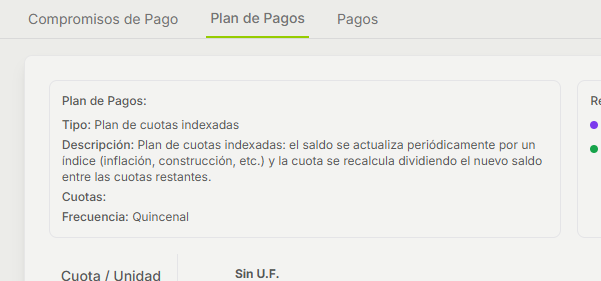 Compromisos de Pago Plan de Pagos Pagos
Plan de Pagos:
Tipo: Plan de cuotas indexadas
Descripción: Plan de cuotas indexadas: el saldo se actualiza periódicamente por un
índice (inflación, construcción, etc.) y la cuota se recalcula dividiendo el nuevo saldo
entre las cuotas restantes.
Cuotas:
Frecuencia: Quincenal
Cuota / Unidad Sin U.F.